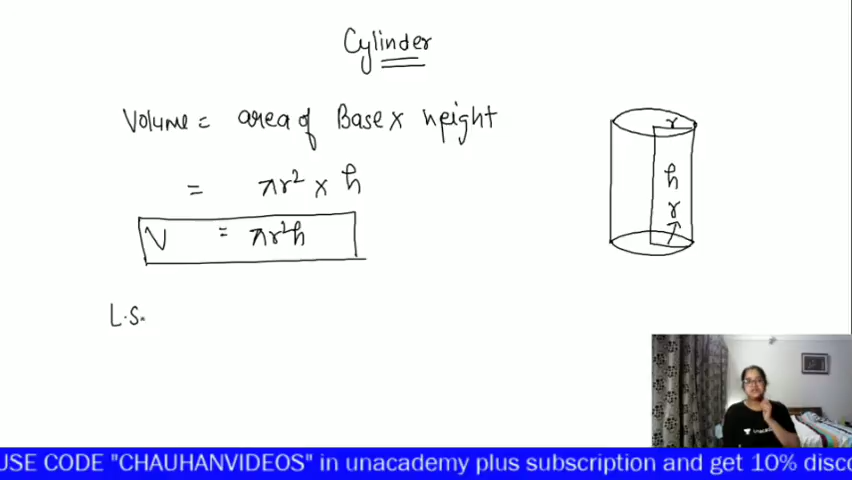 Cylinder
Volume = area of Base x height
= πr² x h
V = πr²h
r
h
r
L.S.
unacad
USE CODE "CHAUHANVIDEOS" in unacademy plus subscription and get 10% disco